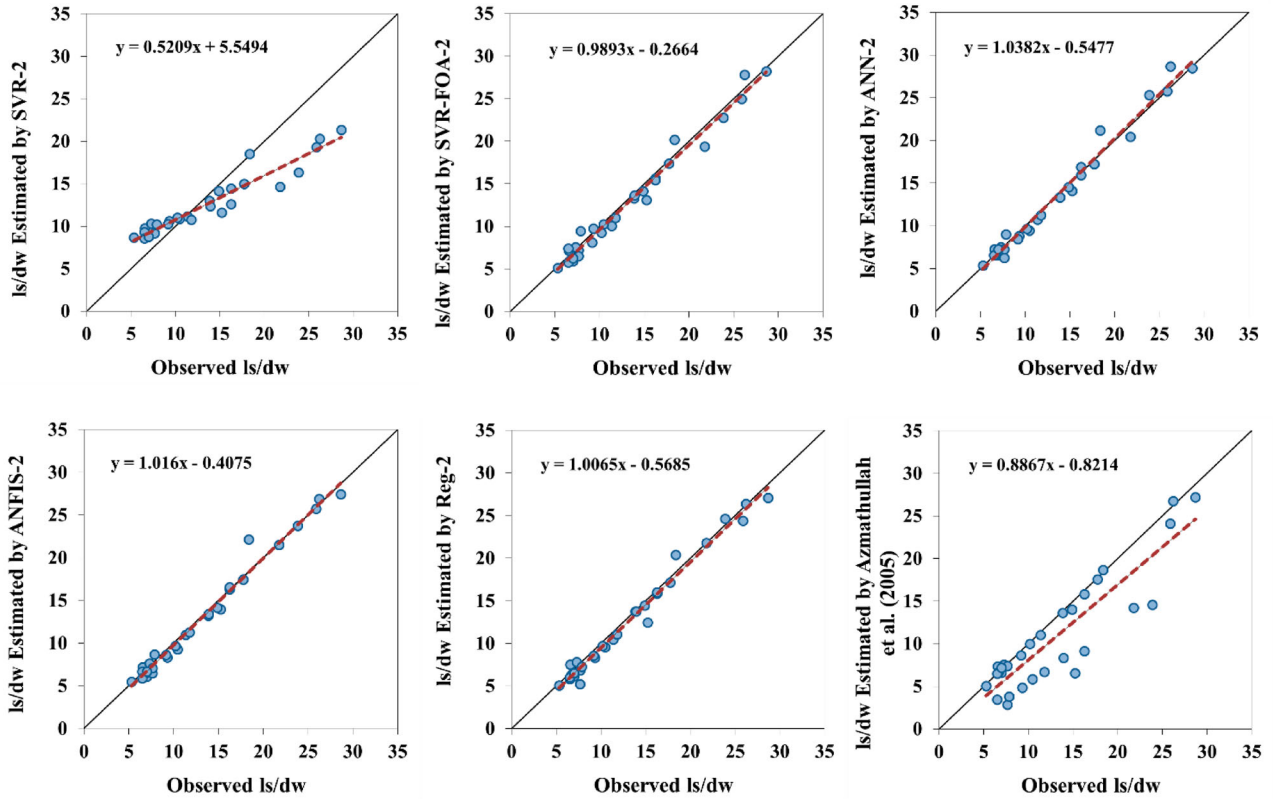 y = 0.5209x + 5.5494
ls/dw Estimated by SVR-2
35
30
25
20
15
10
5
0
0 5 10 15 20 25 30 35
Observed ls/dw
y = 0.9893x - 0.2664
ls/dw Estimated by SVR-FOA-2
35
30
25
20
15
10
5
0
0 5 10 15 20 25 30 35
Observed ls/dw
y = 1.0382x - 0.5477
ls/dw Estimated by ANN-2
35
30
25
20
15
10
5
0
0 5 10 15 20 25 30 35
Observed ls/dw
y = 1.016x - 0.4075
ls/dw Estimated by ANFIS-2
35
30
25
20
15
10
5
0
0 5 10 15 20 25 30 35
Observed ls/dw
y = 1.0065x - 0.5685
ls/dw Estimated by Reg-2
35
30
25
20
15
10
5
0
0 5 10 15 20 25 30 35
Observed ls/dw
y = 0.8867x - 0.8214
ls/dw Estimated by Azmathullah
et al. (2005)
35
30
25
20
15
10
5
0
0 5 10 15 20 25 30 35
Observed ls/dw